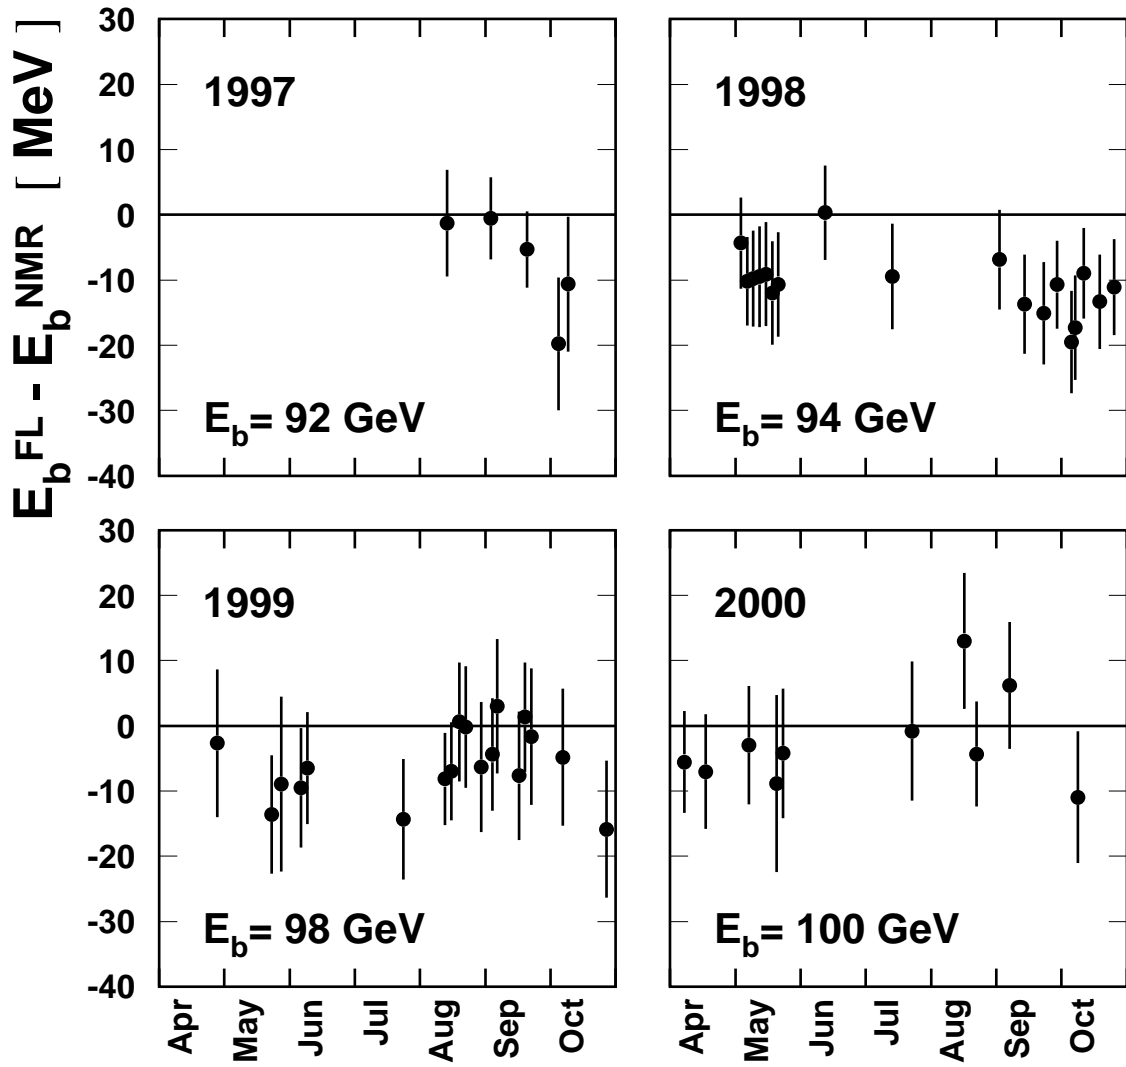 E_b^FL - E_b^NMR [ MeV ]
30
20
10
0
-10
-20
-30
-40
1997
E_b= 92 GeV
1998
E_b= 94 GeV
30
20
10
0
-10
-20
-30
-40
1999
E_b= 98 GeV
2000
E_b= 100 GeV
Apr May Jun Jul Aug Sep Oct
Apr May Jun Jul Aug Sep Oct